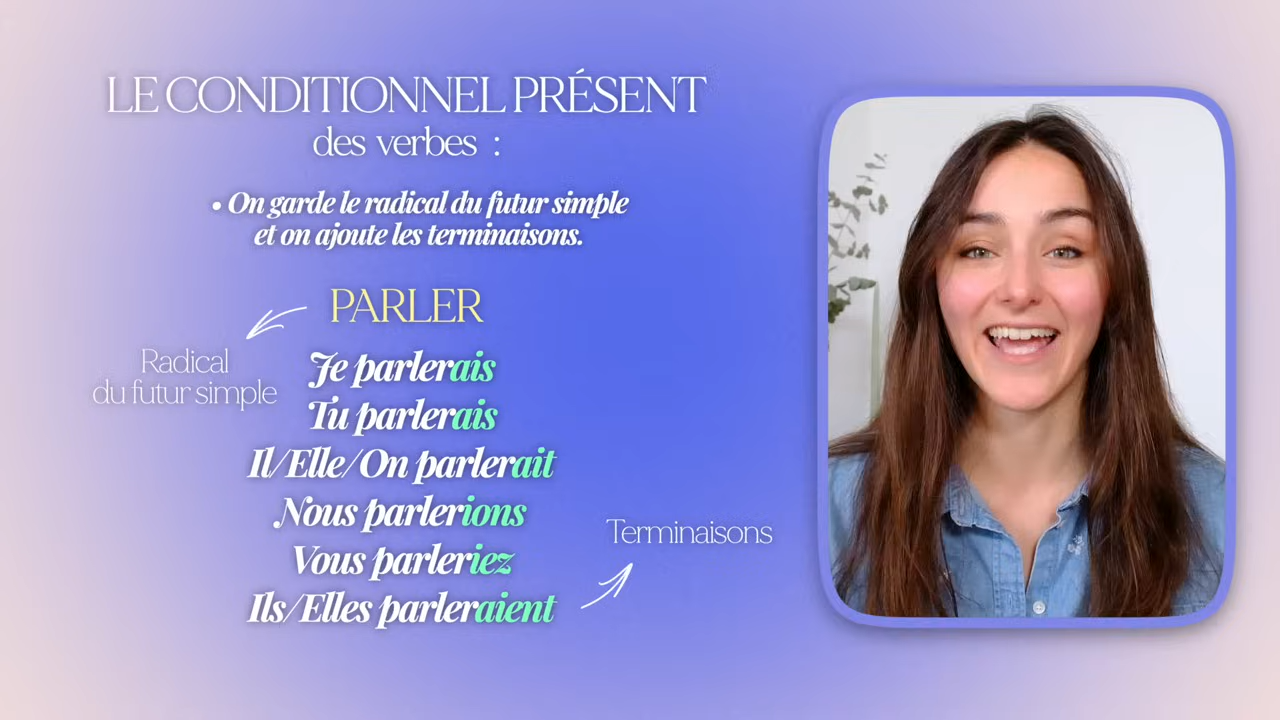 LE CONDITIONNEL PRÉSENT
des verbes :
• On garde le radical du futur simple
et on ajoute les terminaisons.
PARLER
Radical
du futur simple
Je parlerais
Tu parlerais
Il/Elle/On parlerait
Nous parlerions
Vous parleriez
Ils/Elles parleraient
Terminaisons